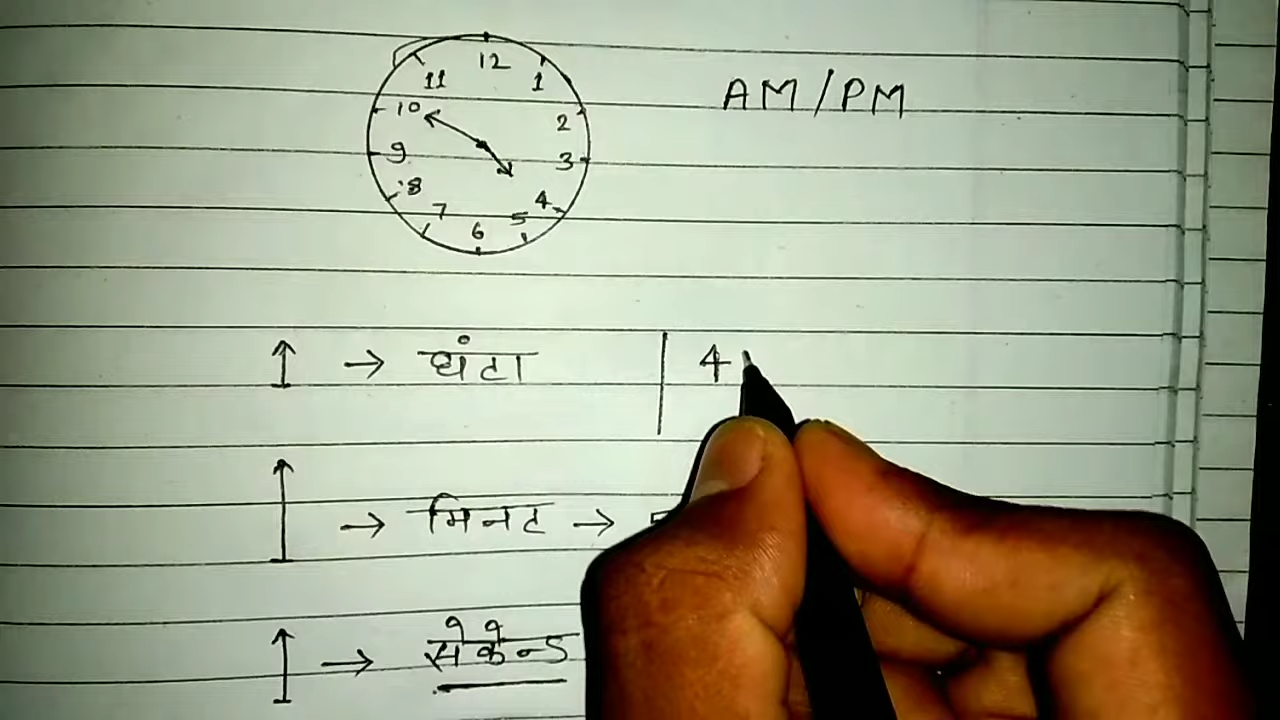 12
11 1
10 2
9 3
8 4
7 5
6
AM/PM
↑ → घंटा | 4
↑ → मिनट →
↑ → सेकेन्ड